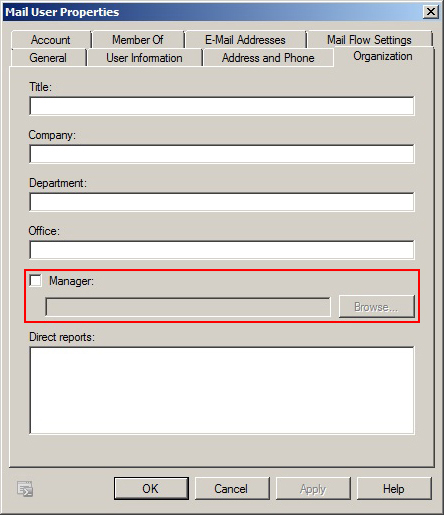 Mail User Properties
Account Member Of E-Mail Addresses Mail Flow Settings
General User Information Address and Phone Organization
Title:
Company:
Department:
Office:
Manager:
Browse...
Direct reports:
OK Cancel Apply Help